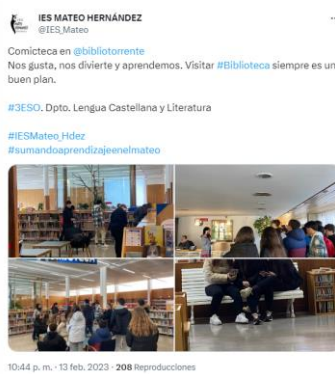 IES MATEO HERNÁNDEZ
@IES_Mateo
Comicteca en @bibliotorrente
Nos gusta, nos divierte y aprendemos. Visitar #Biblioteca siempre es un
buen plan.
#3ESO. Dpto. Lengua Castellana y Literatura
#IESMateo_Hdez
#sumandoaprendizajeenelmateo
10:44 p. m. · 13 feb. 2023 · 208 Reproducciones